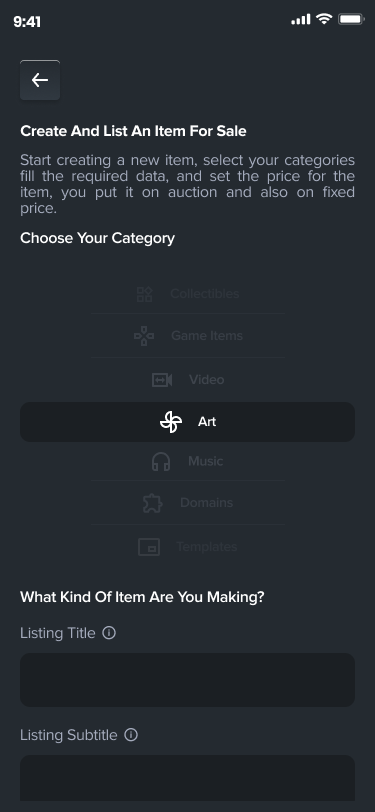 9:41
Create And List An Item For Sale
Start creating a new item, select your categories
fill the required data, and set the price for the
item, you put it on auction and also on fixed
price.
Choose Your Category
Collectibles
Game Items
Video
Art
Music
Domains
Templates
What Kind Of Item Are You Making?
Listing Title
Listing Subtitle